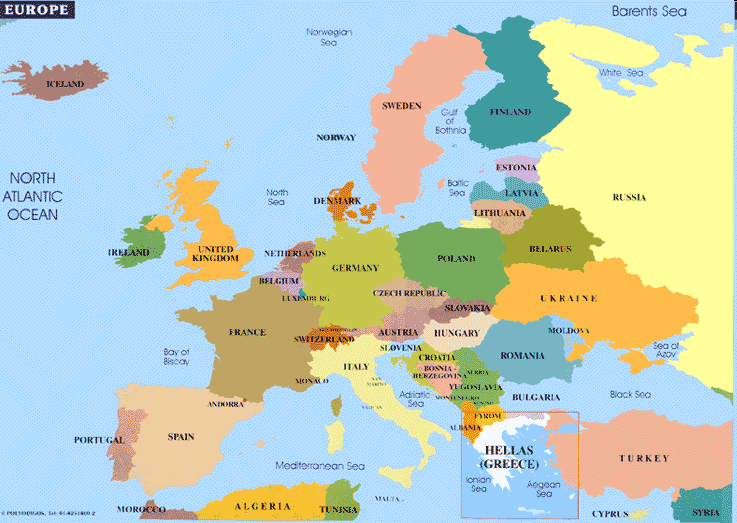 EUROPE
Barents Sea
Norwegian
Sea
White Sea
ICELAND
SWEDEN
FINLAND
Gulf
of
Bothnia
NORWAY
ESTONIA
NORTH
ATLANTIC
OCEAN
North
Sea
Baltic
Sea
LATVIA
RUSSIA
DENMARK
LITHUANIA
IRELAND
UNITED
KINGDOM
NETHERLANDS
BELARUS
POLAND
GERMANY
BELGIUM
LUXEMBURG
CZECH REPUBLIC
UKRAINE
SLOVAKIA
FRANCE
SWITZERLAND
AUSTRIA
HUNGARY
MOLDOVA
SLOVENIA
Sea of
Azov
Bay of
Biscay
ITALY
CROATIA
ROMANIA
MONACO
SAN
MARINO
BOSNIA -
HERZEGOVINA
SERBIA
YUGOSLAVIA
Adriatic
Sea
MONTENEGRO
BULGARIA
Black Sea
ANDORRA
VATICAN
KOSOVO
FYROM
ALBANIA
PORTUGAL
SPAIN
HELLAS
(GREECE)
TURKEY
Mediterranean Sea
Ionian
Sea
Aegean
Sea
MALTA
MOROCCO
ALGERIA
TUNISIA
CYPRUS
SYRIA